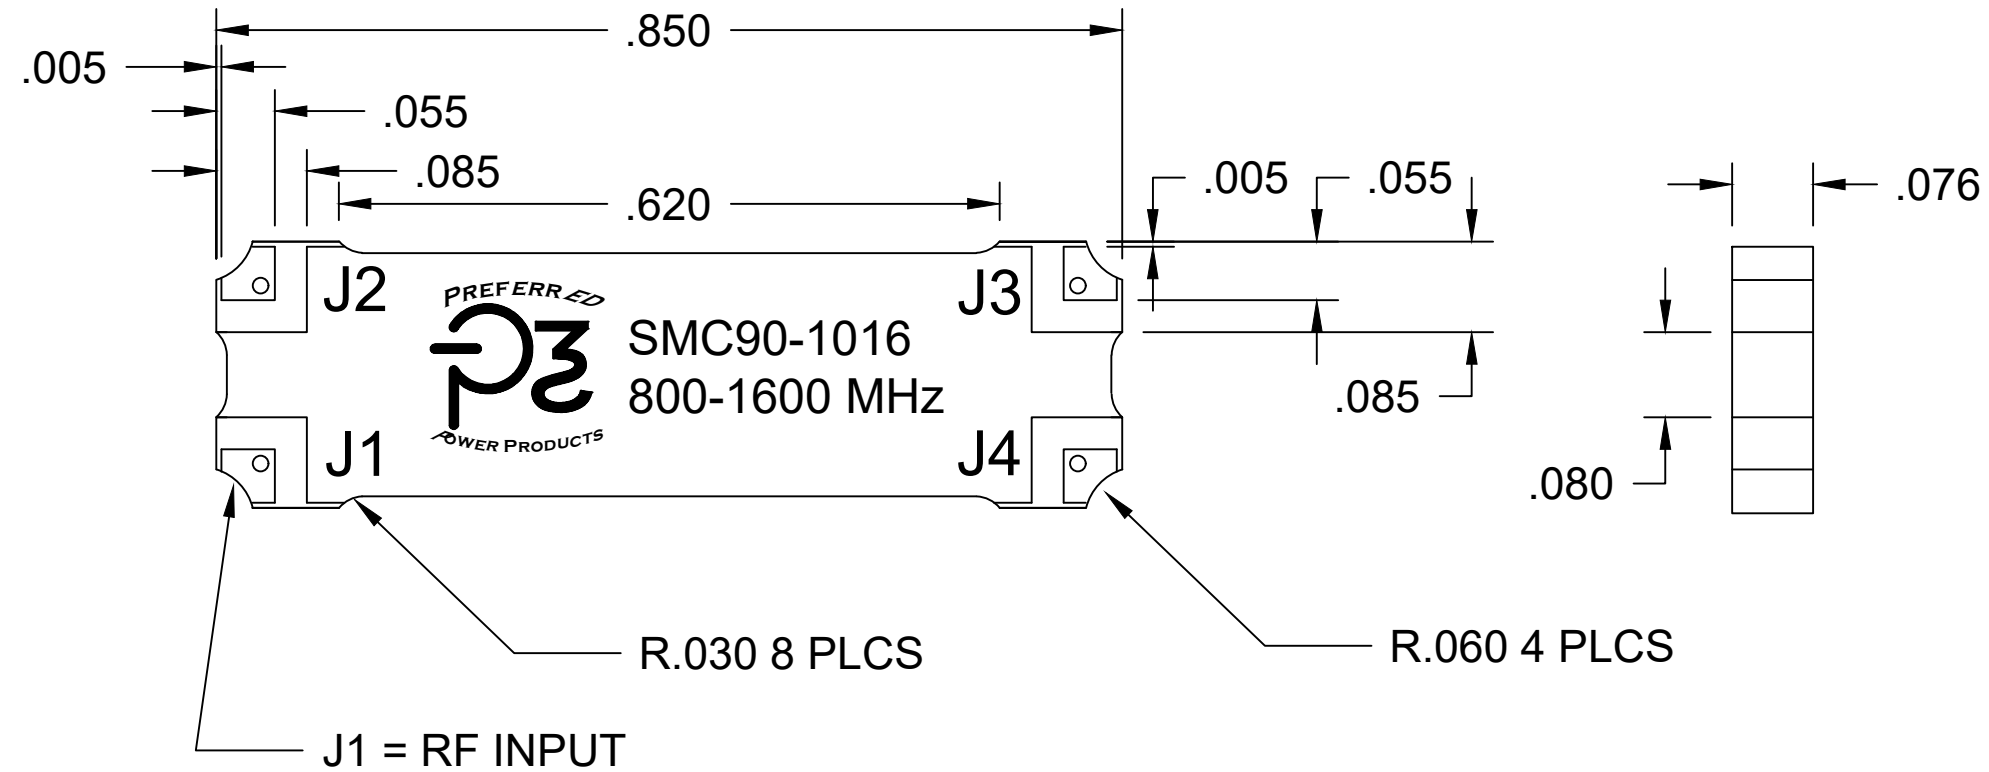 .850
.005
.055
.085
.620
.005
.055
.076
J2
PREFERRED
J3
SMC90-1016
800-1600 MHz
.085
POWER PRODUCTS
J1
J4
.080
R.030 8 PLCS
R.060 4 PLCS
J1 = RF INPUT